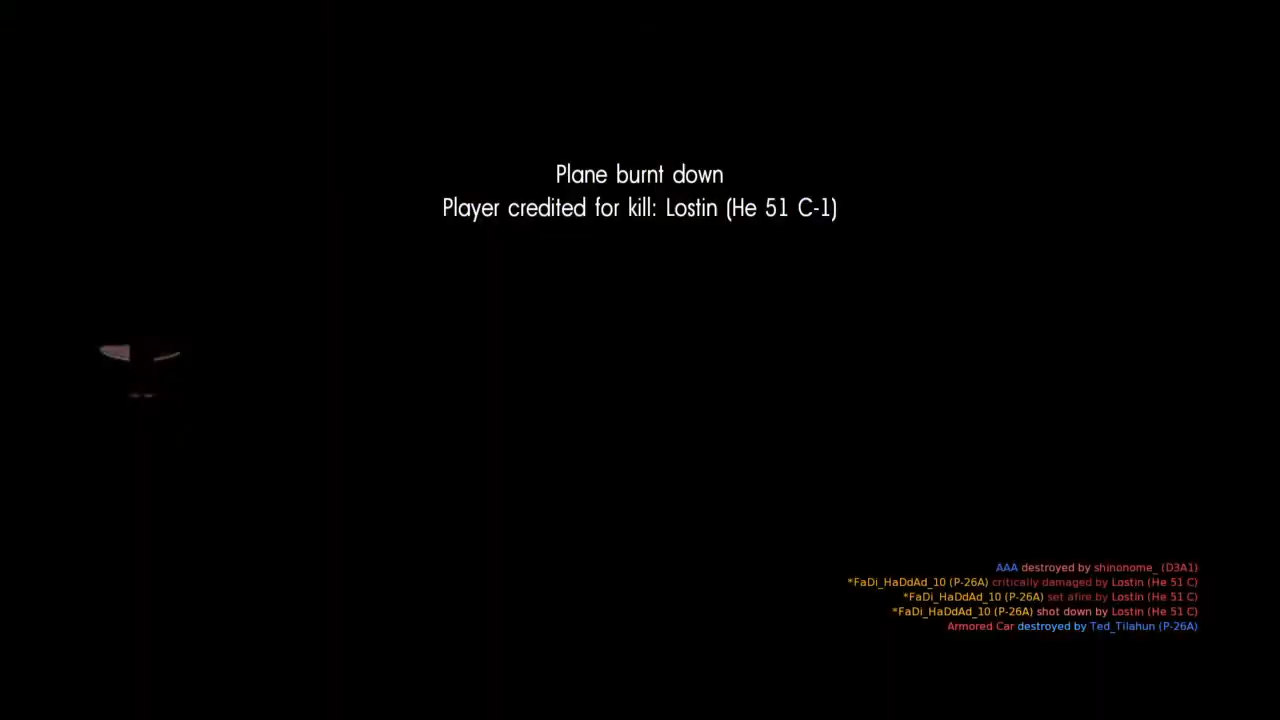 Plane burnt down
Player credited for kill: Lostin (He 51 C-1)
AAA destroyed by shinonome_ (D3A1)
*FaDi_HaDdAd_10 (P-26A) critically damaged by Lostin (He 51 C)
*FaDi_HaDdAd_10 (P-26A) set afire by Lostin (He 51 C)
*FaDi_HaDdAd_10 (P-26A) shot down by Lostin (He 51 C)
Armored Car destroyed by Ted_Tilahun (P-26A)